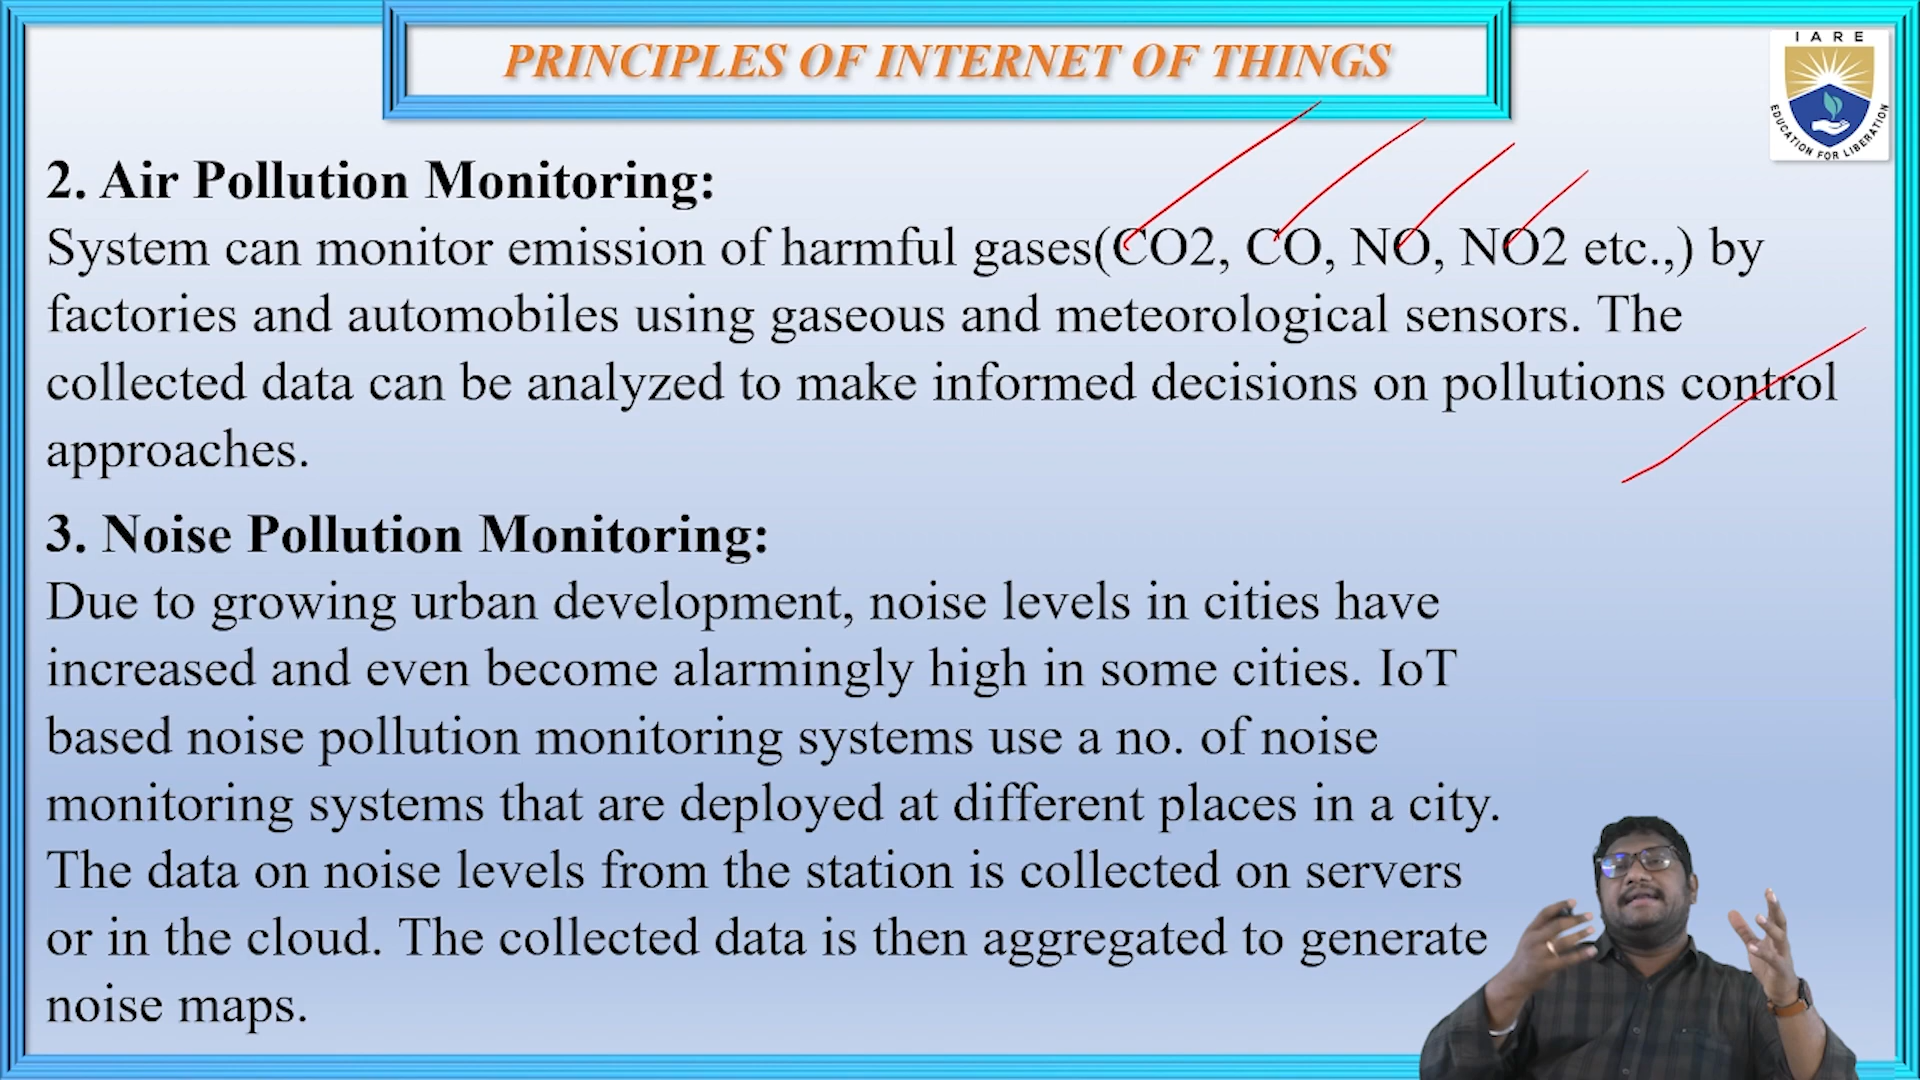 PRINCIPLES OF INTERNET OF THINGS
IARE
EDUCATION FOR LIBERATION
2. Air Pollution Monitoring:
System can monitor emission of harmful gases(CO2, CO, NO, NO2 etc.,) by
factories and automobiles using gaseous and meteorological sensors. The
collected data can be analyzed to make informed decisions on pollutions control
approaches.
3. Noise Pollution Monitoring:
Due to growing urban development, noise levels in cities have
increased and even become alarmingly high in some cities. IoT
based noise pollution monitoring systems use a no. of noise
monitoring systems that are deployed at different places in a city.
The data on noise levels from the station is collected on servers
or in the cloud. The collected data is then aggregated to generate
noise maps.